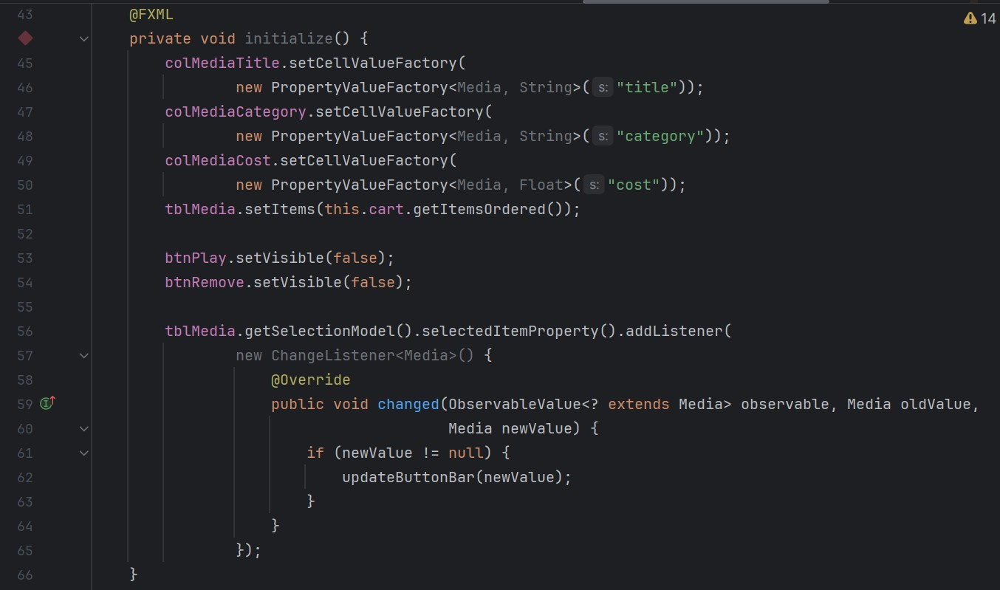 43 @FXML
private void initialize() {
45 colMediaTitle.setCellValueFactory(
46 new PropertyValueFactory<Media, String>( s: "title"));
47 colMediaCategory.setCellValueFactory(
48 new PropertyValueFactory<Media, String>( s: "category"));
49 colMediaCost.setCellValueFactory(
50 new PropertyValueFactory<Media, Float>( s: "cost"));
51 tblMedia.setItems(this.cart.getItemsOrdered());
52
53 btnPlay.setVisible(false);
54 btnRemove.setVisible(false);
55
56 tblMedia.getSelectionModel().selectedItemProperty().addListener(
57 new ChangeListener<Media>() {
58 @Override
59 public void changed(ObservableValue<? extends Media> observable, Media oldValue,
60 Media newValue) {
61 if (newValue != null) {
62 updateButtonBar(newValue);
63 }
64 }
65 });
66 }
14